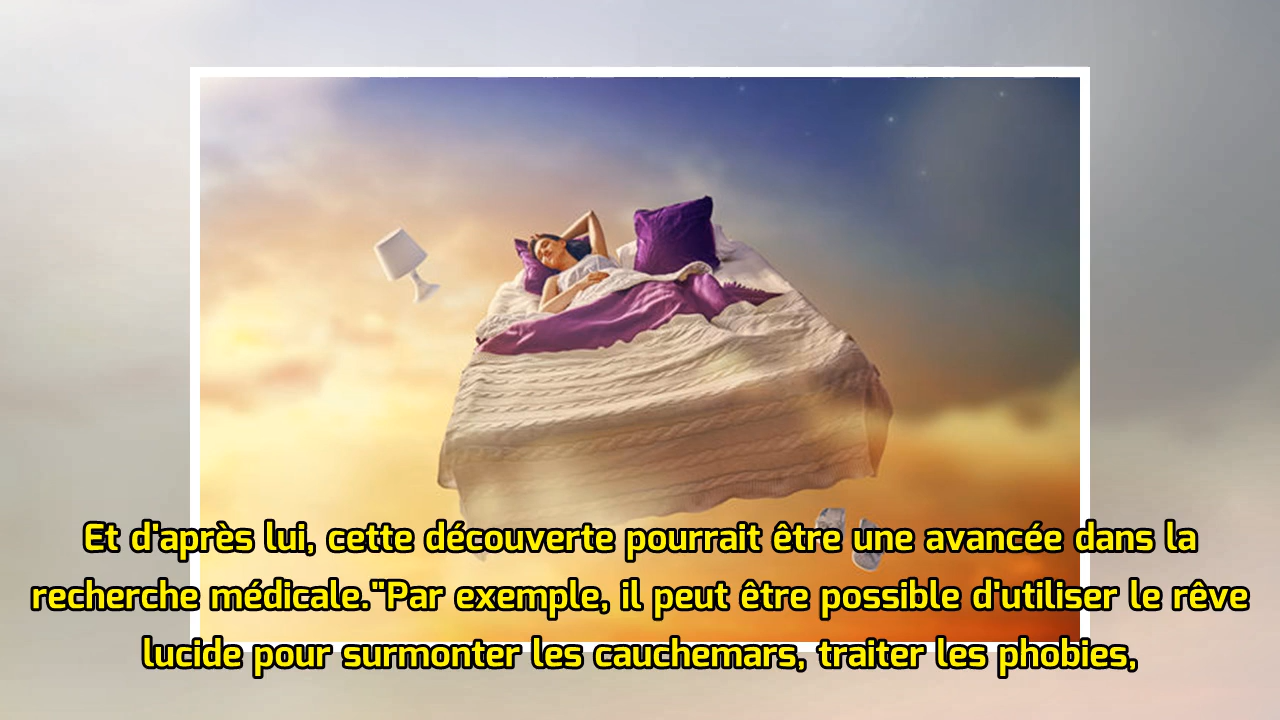 Et d'après lui, cette découverte pourrait être une avancée dans la
recherche médicale."Par exemple, il peut être possible d'utiliser le rêve
lucide pour surmonter les cauchemars, traiter les phobies,